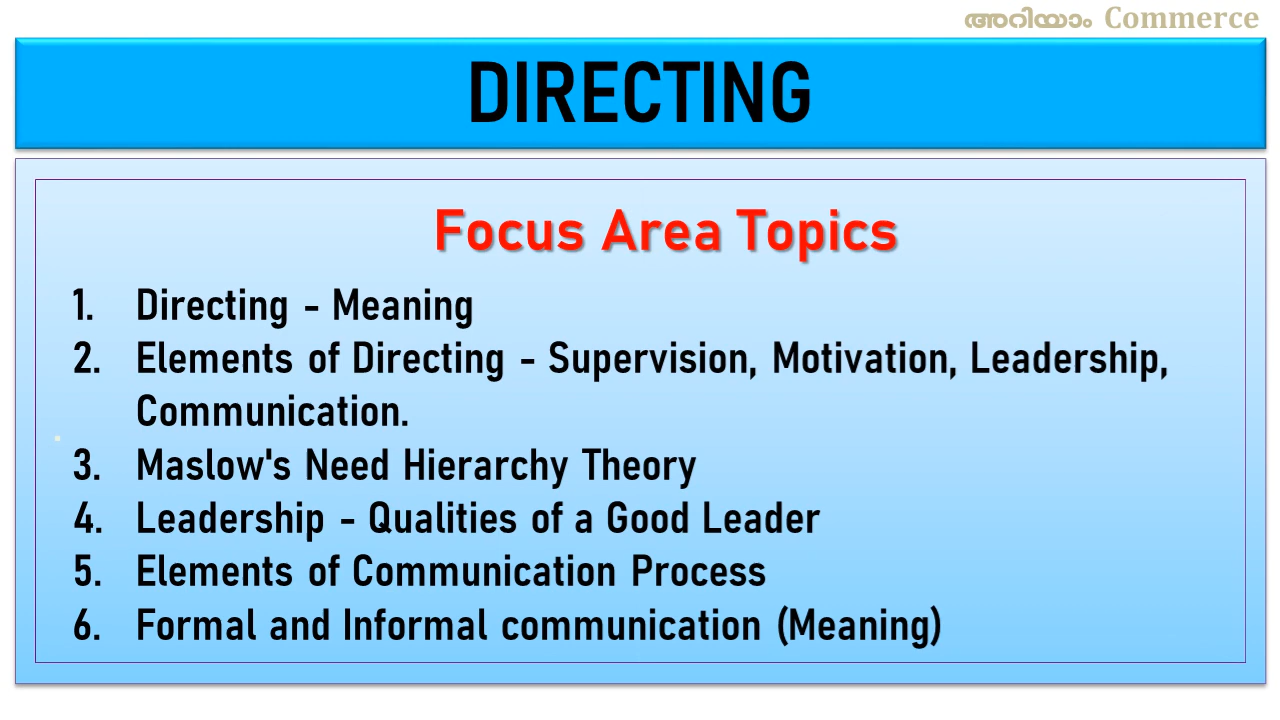 അറിയാം Commerce
DIRECTING
Focus Area Topics
1. Directing - Meaning
2. Elements of Directing - Supervision, Motivation, Leadership,
Communication.
3. Maslow's Need Hierarchy Theory
4. Leadership - Qualities of a Good Leader
5. Elements of Communication Process
6. Formal and Informal communication (Meaning)